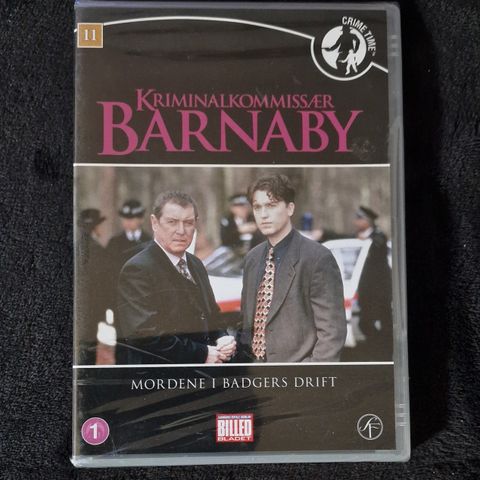 11
CRIME TIME
KRIMINALKOMMISSÆR
BARNABY
MORDENE I BADGERS DRIFT
1
BILLED
BLADET
SF